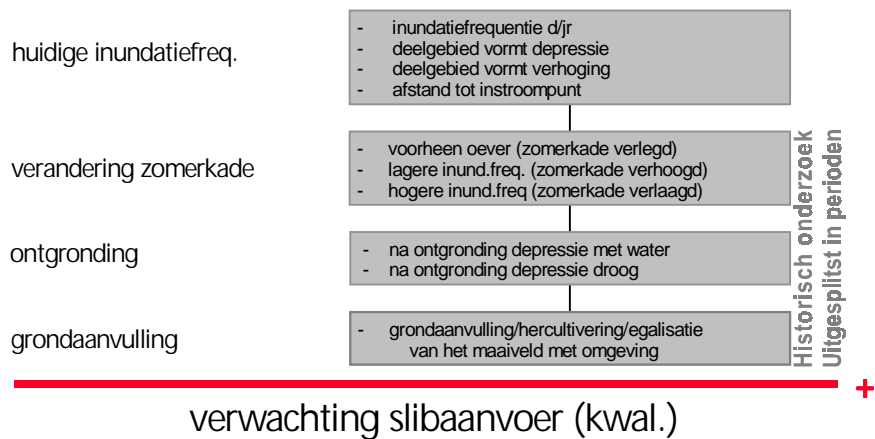 huidige inundatiefreq.
- inundatiefrequentie d/jr
- deelgebied vormt depressie
- deelgebied vormt verhoging
- afstand tot instroompunt
verandering zomerkade
- voorheen oever (zomerkade verlegd)
- lagere inund.freq. (zomerkade verhoogd)
- hogere inund.freq (zomerkade verlaagd)
ontgronding
- na ontgronding depressie met water
- na ontgronding depressie droog
grondaanvulling
- grondaanvulling/hercultivering/egalisatie
van het maaiveld met omgeving
Historisch onderzoek
Uitgesplitst in perioden
+
verwachting slibaanvoer (kwal.)